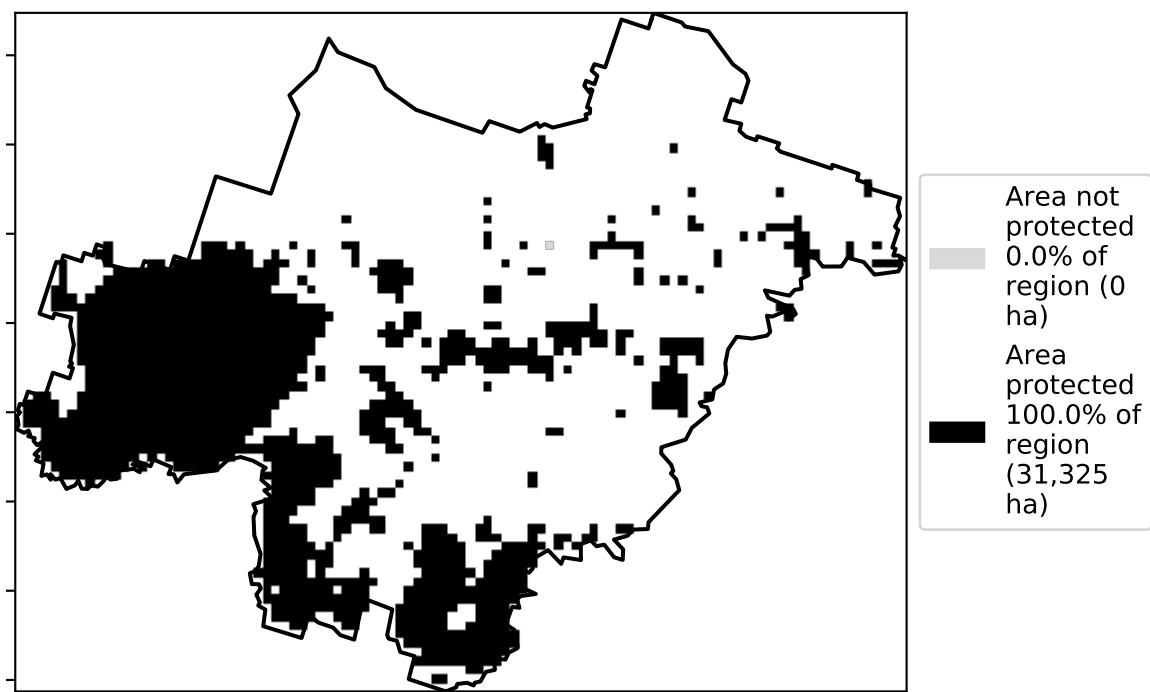 Area not
protected
0.0% of
region (0
ha)
Area
protected
100.0% of
region
(31,325
ha)